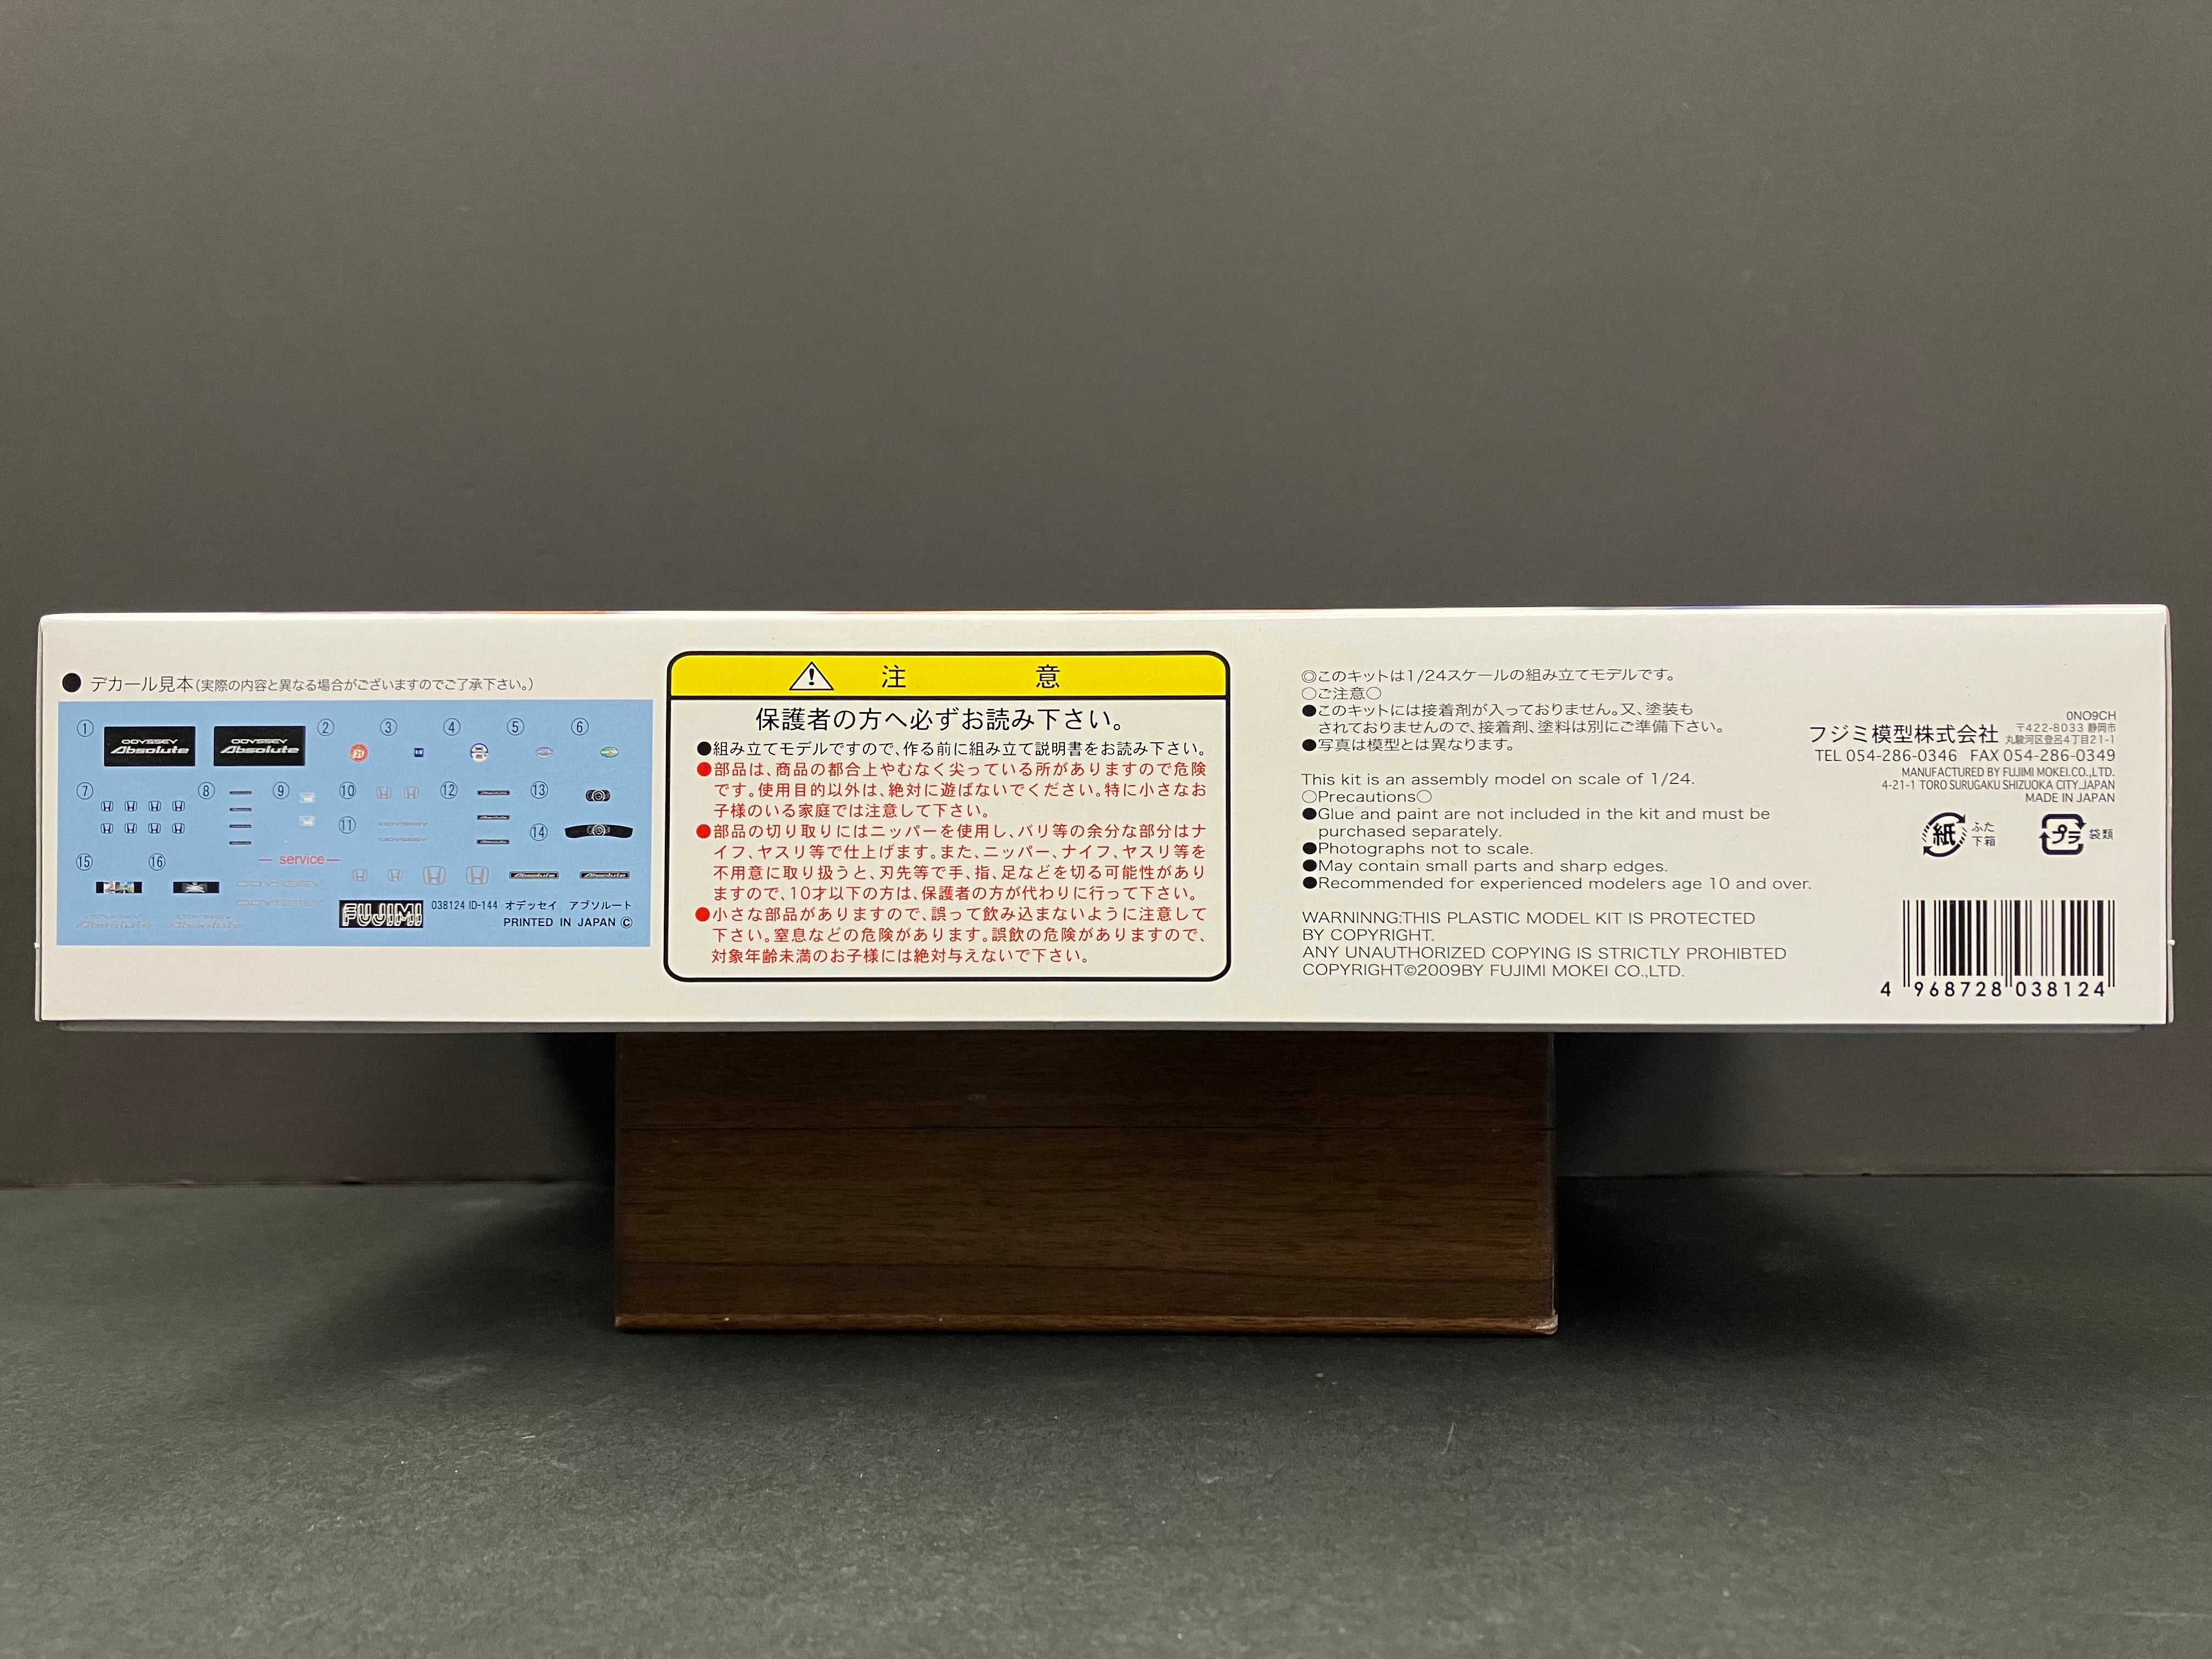 ● デカール見本(実際の内容と異なる場合がございますのでご了承下さい。)
① ODYSSEY Absolute ODYSSEY Absolute ② ③ ④ ⑤ ⑥
⑦ ⑧ ⑨ ⑩ ⑫ ⑬
⑪ ODYSSEY
ODYSSEY ⑭
⑮ ⑯ service
ODYSSEY Absolute Absolute
ODYSSEY
ODYSSEY Absolute ODYSSEY Absolute
FUJIMI 038124 ID-144 オデッセイ アブソルート
PRINTED IN JAPAN Ⓒ
注 意
保護者の方へ必ずお読み下さい。
●組み立てモデルですので、作る前に組み立て説明書をお読み下さい。
●部品は、商品の都合上やむなく尖っている所がありますので危険
です。使用目的以外は、絶対に遊ばないでください。特に小さなお
子様のいる家庭では注意して下さい。
●部品の切り取りにはニッパーを使用し、バリ等の余分な部分はナ
イフ、ヤスリ等で仕上げます。また、ニッパー、ナイフ、ヤスリ等を
不用意に取り扱うと、刃先等で手、指、足などを切る可能性があり
ますので、10才以下の方は、保護者の方が代わりに行って下さい。
●小さな部品がありますので、誤って飲み込まないように注意して
下さい。窒息などの危険があります。誤飲の危険がありますので、
対象年齢未満のお子様には絶対与えないで下さい。
◎このキットは1/24スケールの組み立てモデルです。
○ご注意○
●このキットには接着剤が入っておりません。又、塗装も
されておりませんので、接着剤、塗料は別にご準備下さい。
●写真は模型とは異なります。
This kit is an assembly model on scale of 1/24.
○Precautions○
●Glue and paint are not included in the kit and must be
purchased separately.
●Photographs not to scale.
●May contain small parts and sharp edges.
●Recommended for experienced modelers age 10 and over.
WARNINNG:THIS PLASTIC MODEL KIT IS PROTECTED
BY COPYRIGHT.
ANY UNAUTHORIZED COPYING IS STRICTLY PROHIBTED
COPYRIGHT©2009BY FUJIMI MOKEI CO.,LTD.
0NO9CH
フジミ模型株式会社 〒422-8033 静岡市
丸駿河区登呂4丁目21-1
TEL 054-286-0346 FAX 054-286-0349
MANUFACTURED BY FUJIMI MOKEI.CO.,LTD.
4-21-1 TORO SURUGAKU SHIZUOKA CITY.JAPAN
MADE IN JAPAN
紙 ふた
下箱
プラ 袋類
4 968728 038124